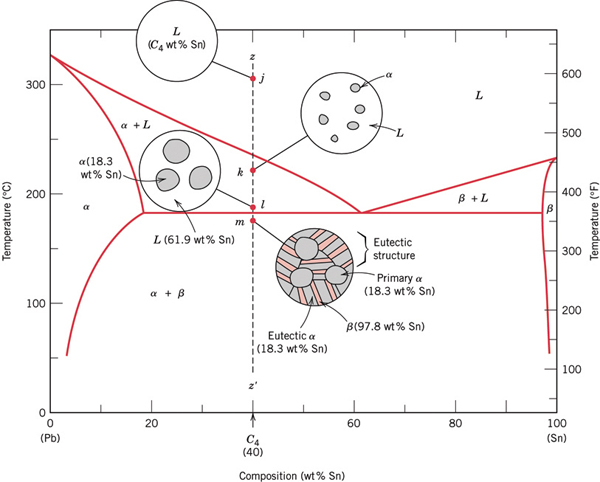 L
(C4 wt% Sn)
z
j
α
L
L
α + L
α(18.3
wt% Sn)
k
l
m
α
L (61.9 wt% Sn)
β + L
β
Eutectic
structure
Primary α
(18.3 wt% Sn)
β(97.8 wt% Sn)
Eutectic α
(18.3 wt% Sn)
α + β
z'
300
200
100
0
Temperature (°C)
600
500
400
300
200
100
Temperature (°F)
0
(Pb)
20
C4
(40)
60
80
100
(Sn)
Composition (wt% Sn)